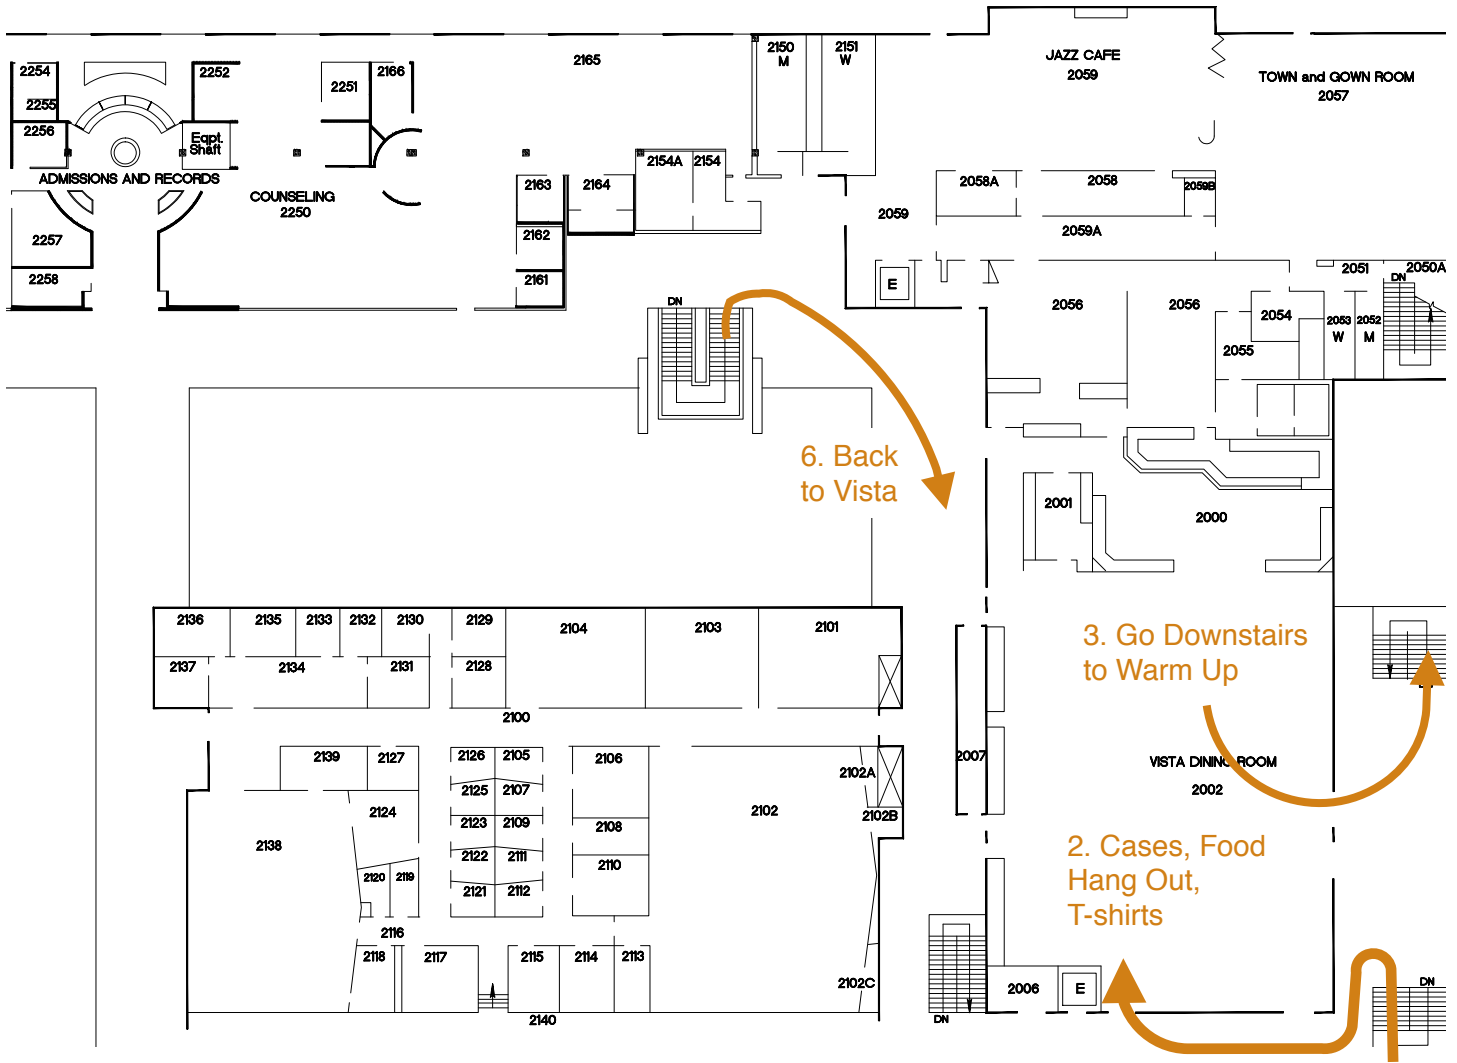 2254
2255
2256
2252
Eqpt.
Shaft
ADMISSIONS AND RECORDS
2257
2258
COUNSELING
2250
2251
2166
2165
2163
2162
2161
2164
2154A
2154
2150
M
2151
W
JAZZ CAFE
2059
TOWN and GOWN ROOM
2057
2058A
2058
2059B
2059
2059A
E
2056
2056
2051
2050A
DN
2054
2053
W
2052
M
2055
DN
6. Back
to Vista
2001
2000
2136
2135
2133
2132
2130
2129
2104
2103
2101
2137
2134
2131
2128
2100
3. Go Downstairs
to Warm Up
2139
2127
2126
2105
2106
2102A
2007
VISTA DINING ROOM
2002
2125
2107
2124
2123
2109
2108
2102
2102B
2138
2122
2111
2110
2120
2119
2121
2112
2. Cases, Food
Hang Out,
T-shirts
2116
2118
2117
2115
2114
2113
2102C
2140
DN
2006
E
DN